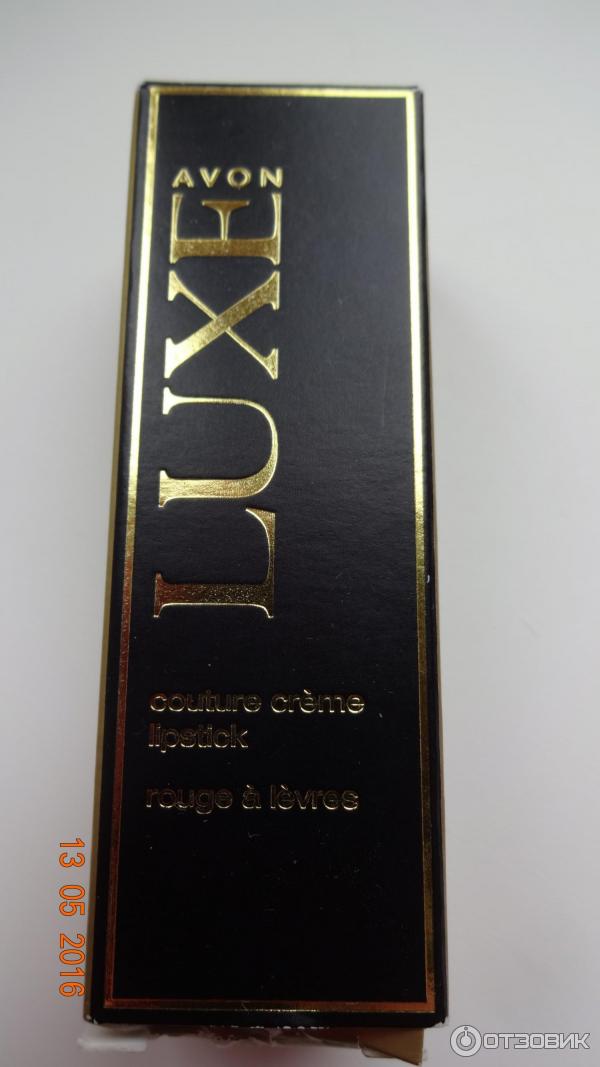 AVON
LUXE
couture crème
lipstick
rouge à lèvres
13 05 2016
ОТЗОВИК